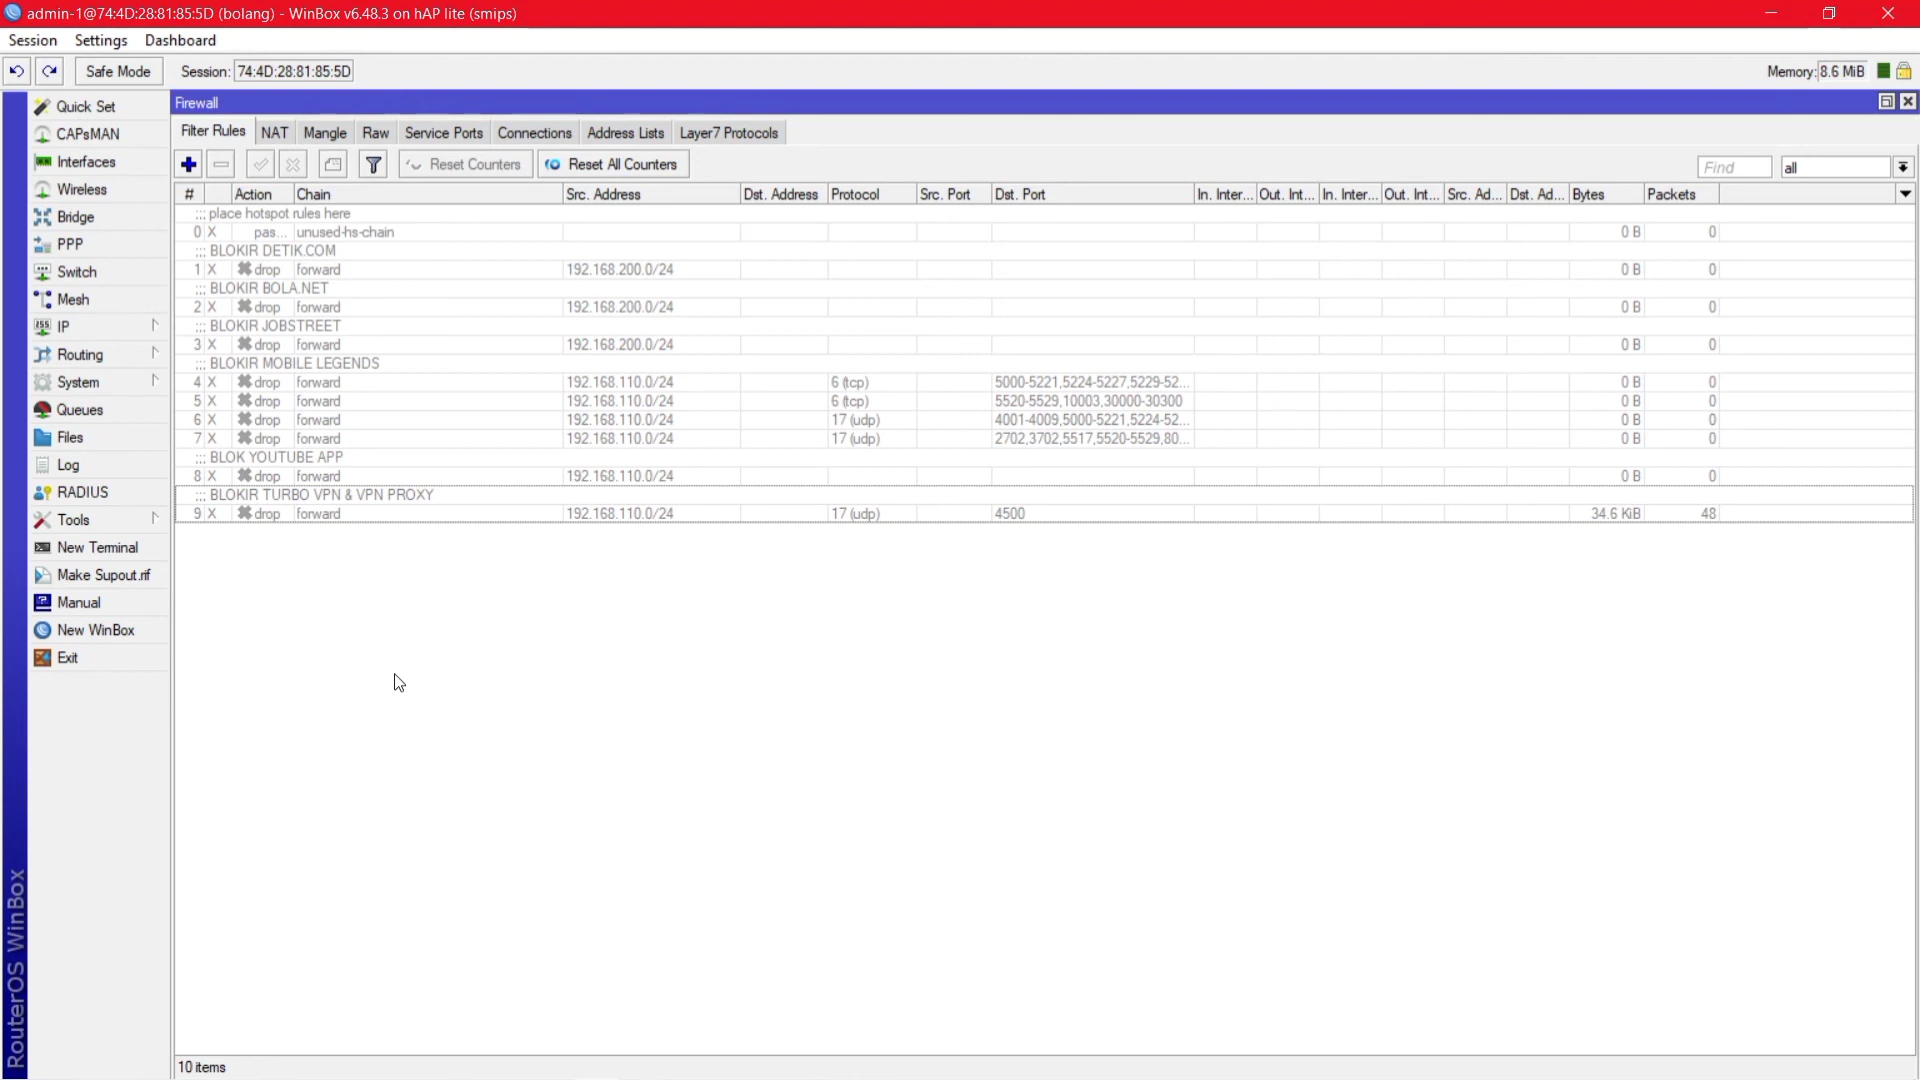 admin-1@74:4D:28:81:85:5D (bolang) - WinBox v6.48.3 on hAP lite (smips)
Session Settings Dashboard
Safe Mode Session: 74:4D:28:81:85:5D Memory: 8.6 MiB
Quick Set
CAPsMAN
Interfaces
Wireless
Bridge
PPP
Switch
Mesh
IP
Routing
System
Queues
Files
Log
RADIUS
Tools
New Terminal
Make Supout.rif
Manual
New WinBox
Exit
RouterOS WinBox
Firewall
Filter Rules NAT Mangle Raw Service Ports Connections Address Lists Layer7 Protocols
Reset Counters Reset All Counters Find all
# Action Chain Src. Address Dst. Address Protocol Src. Port Dst. Port In. Inter... Out. Int... In. Inter... Out. Int... Src. Ad... Dst. Ad... Bytes Packets
::: place hotspot rules here
0 X pas... unused-hs-chain 0 B 0
::: BLOKIR DETIK.COM
1 X drop forward 192.168.200.0/24 0 B 0
::: BLOKIR BOLA.NET
2 X drop forward 192.168.200.0/24 0 B 0
::: BLOKIR JOBSTREET
3 X drop forward 192.168.200.0/24 0 B 0
::: BLOKIR MOBILE LEGENDS
4 X drop forward 192.168.110.0/24 6 (tcp) 5000-5221,5224-5227,5229-52... 0 B 0
5 X drop forward 192.168.110.0/24 6 (tcp) 5520-5529,10003,30000-30300 0 B 0
6 X drop forward 192.168.110.0/24 17 (udp) 4001-4009,5000-5221,5224-52... 0 B 0
7 X drop forward 192.168.110.0/24 17 (udp) 2702,3702,5517,5520-5529,80... 0 B 0
::: BLOK YOUTUBE APP
8 X drop forward 192.168.110.0/24 0 B 0
::: BLOKIR TURBO VPN & VPN PROXY
9 X drop forward 192.168.110.0/24 17 (udp) 4500 34.6 KiB 48
10 items